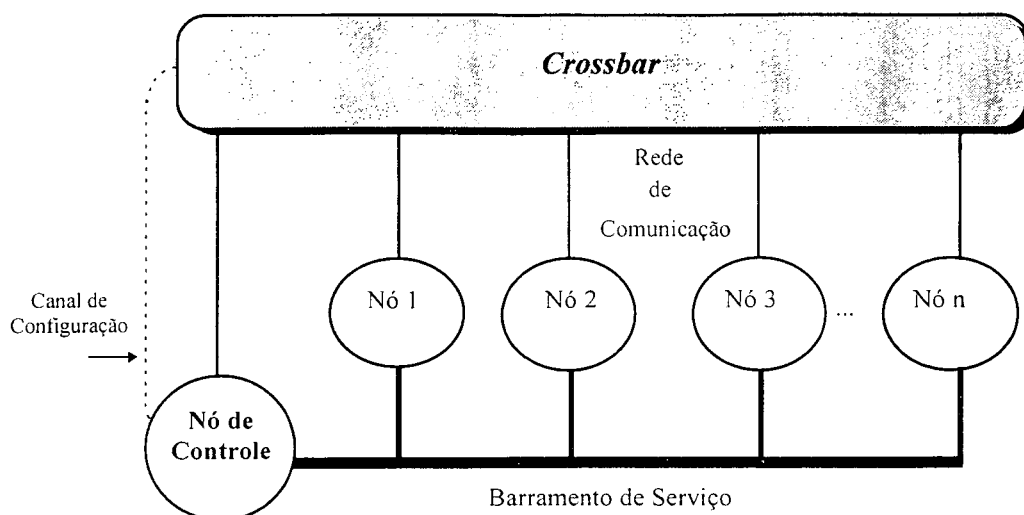 Crossbar
Rede
de
Comunicação
Nó 1
Nó 2
Nó 3
...
Nó n
Canal de
Configuração
Nó de
Controle
Barramento de Serviço